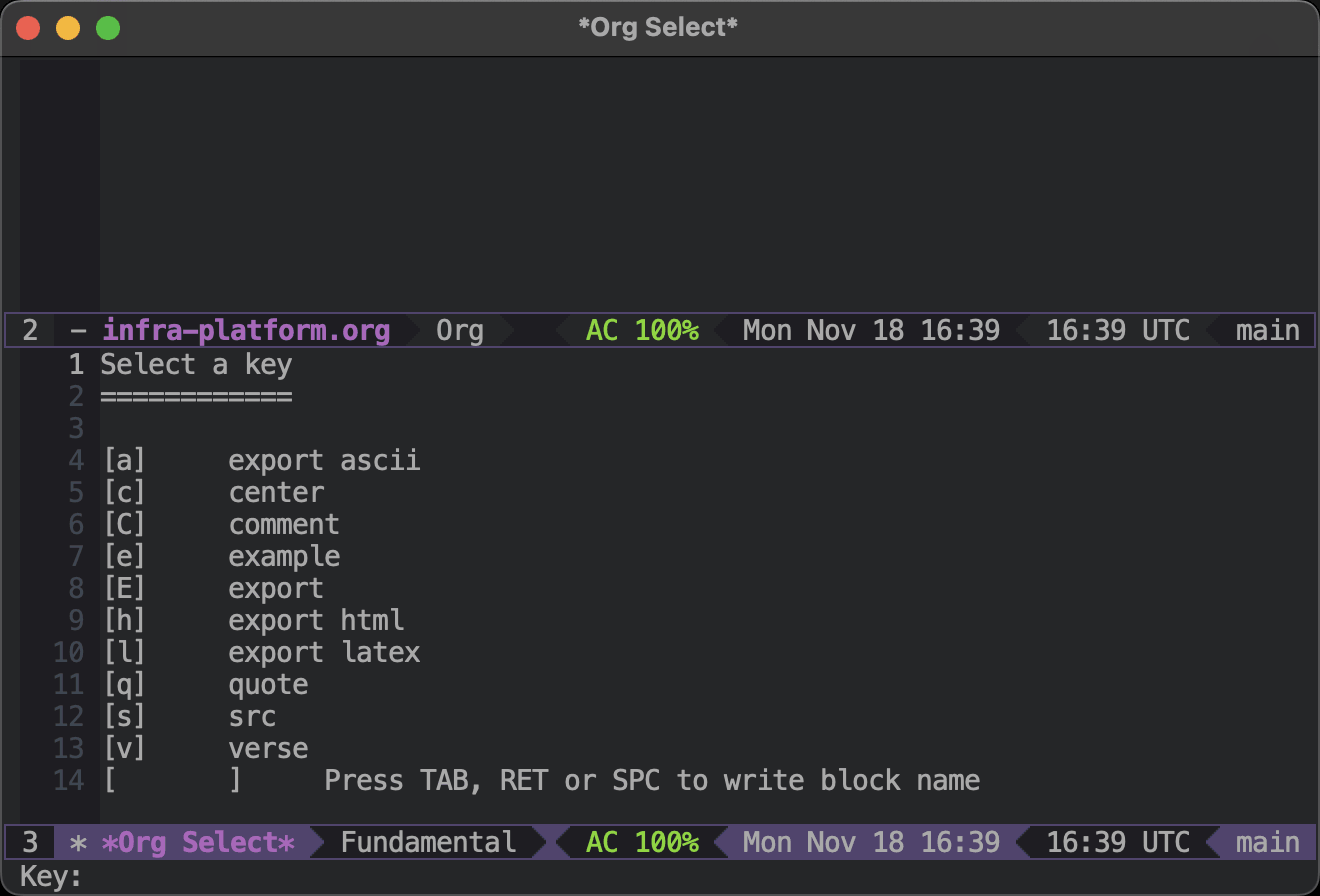 *Org Select*
2 - infra-platform.org Org AC 100% Mon Nov 18 16:39 16:39 UTC main
1 Select a key
2 ============
3
4 [a] export ascii
5 [c] center
6 [C] comment
7 [e] example
8 [E] export
9 [h] export html
10 [l] export latex
11 [q] quote
12 [s] src
13 [v] verse
14 [ ] Press TAB, RET or SPC to write block name
3 * *Org Select* Fundamental AC 100% Mon Nov 18 16:39 16:39 UTC main
Key: